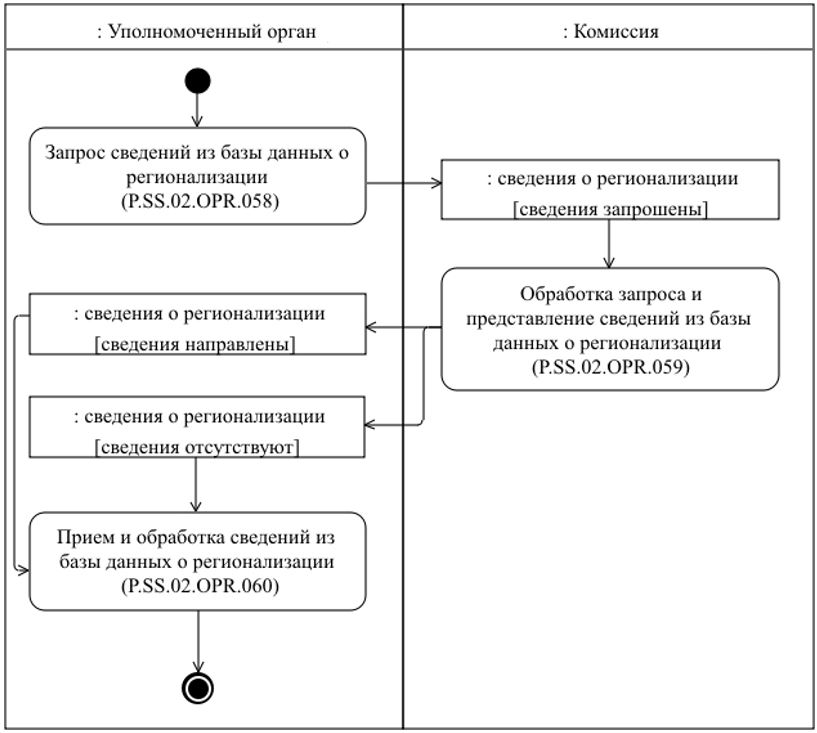 : Уполномоченный орган
: Комиссия
Запрос сведений из базы данных о
регионализации
(P.SS.02.OPR.058)
: сведения о регионализации
[сведения запрошены]
Обработка запроса и
представление сведений из базы
данных о регионализации
(P.SS.02.OPR.059)
: сведения о регионализации
[сведения направлены]
: сведения о регионализации
[сведения отсутствуют]
Прием и обработка сведений из
базы данных о регионализации
(P.SS.02.OPR.060)